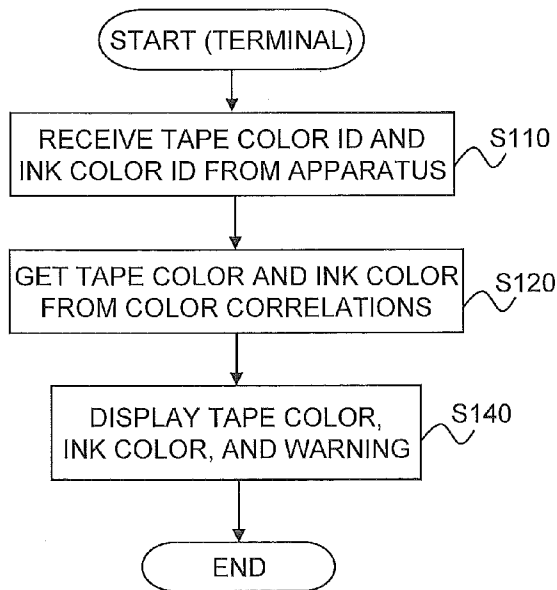 START (TERMINAL)
RECEIVE TAPE COLOR ID AND
INK COLOR ID FROM APPARATUS
S110
GET TAPE COLOR AND INK COLOR
FROM COLOR CORRELATIONS
S120
DISPLAY TAPE COLOR,
INK COLOR, AND WARNING
S140
END